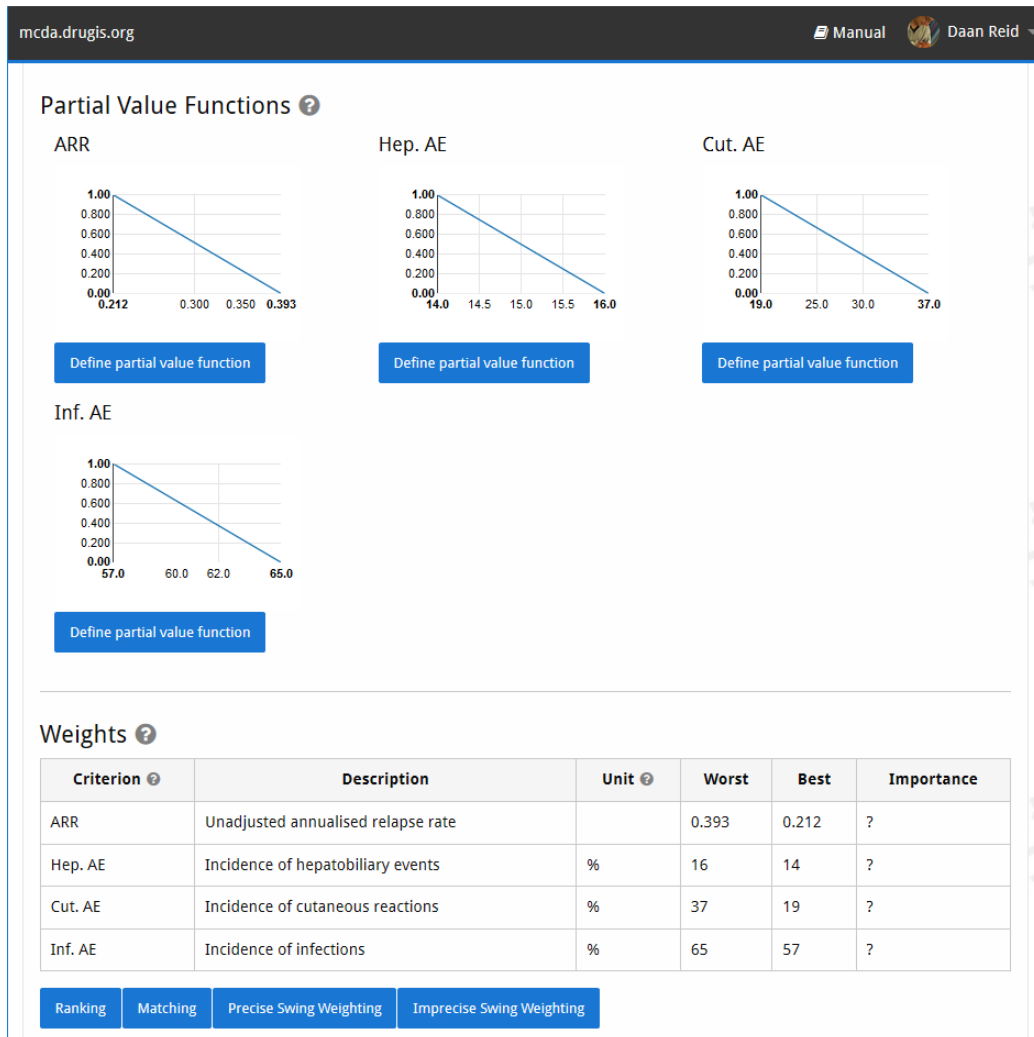 mcda.drugis.org Manual Daan Reid
Partial Value Functions ?
ARR Hep. AE Cut. AE
1.00 1.00 1.00
0.800 0.800 0.800
0.600 0.600 0.600
0.400 0.400 0.400
0.200 0.200 0.200
0.00 0.00 0.00
0.212 0.300 0.350 0.393 14.0 14.5 15.0 15.5 16.0 19.0 25.0 30.0 37.0
Define partial value function Define partial value function Define partial value function
Inf. AE
1.00
0.800
0.600
0.400
0.200
0.00
57.0 60.0 62.0 65.0
Define partial value function
Weights ?
Criterion ? Description Unit ? Worst Best Importance
ARR Unadjusted annualised relapse rate 0.393 0.212 ?
Hep. AE Incidence of hepatobiliary events % 16 14 ?
Cut. AE Incidence of cutaneous reactions % 37 19 ?
Inf. AE Incidence of infections % 65 57 ?
Ranking Matching Precise Swing Weighting Imprecise Swing Weighting